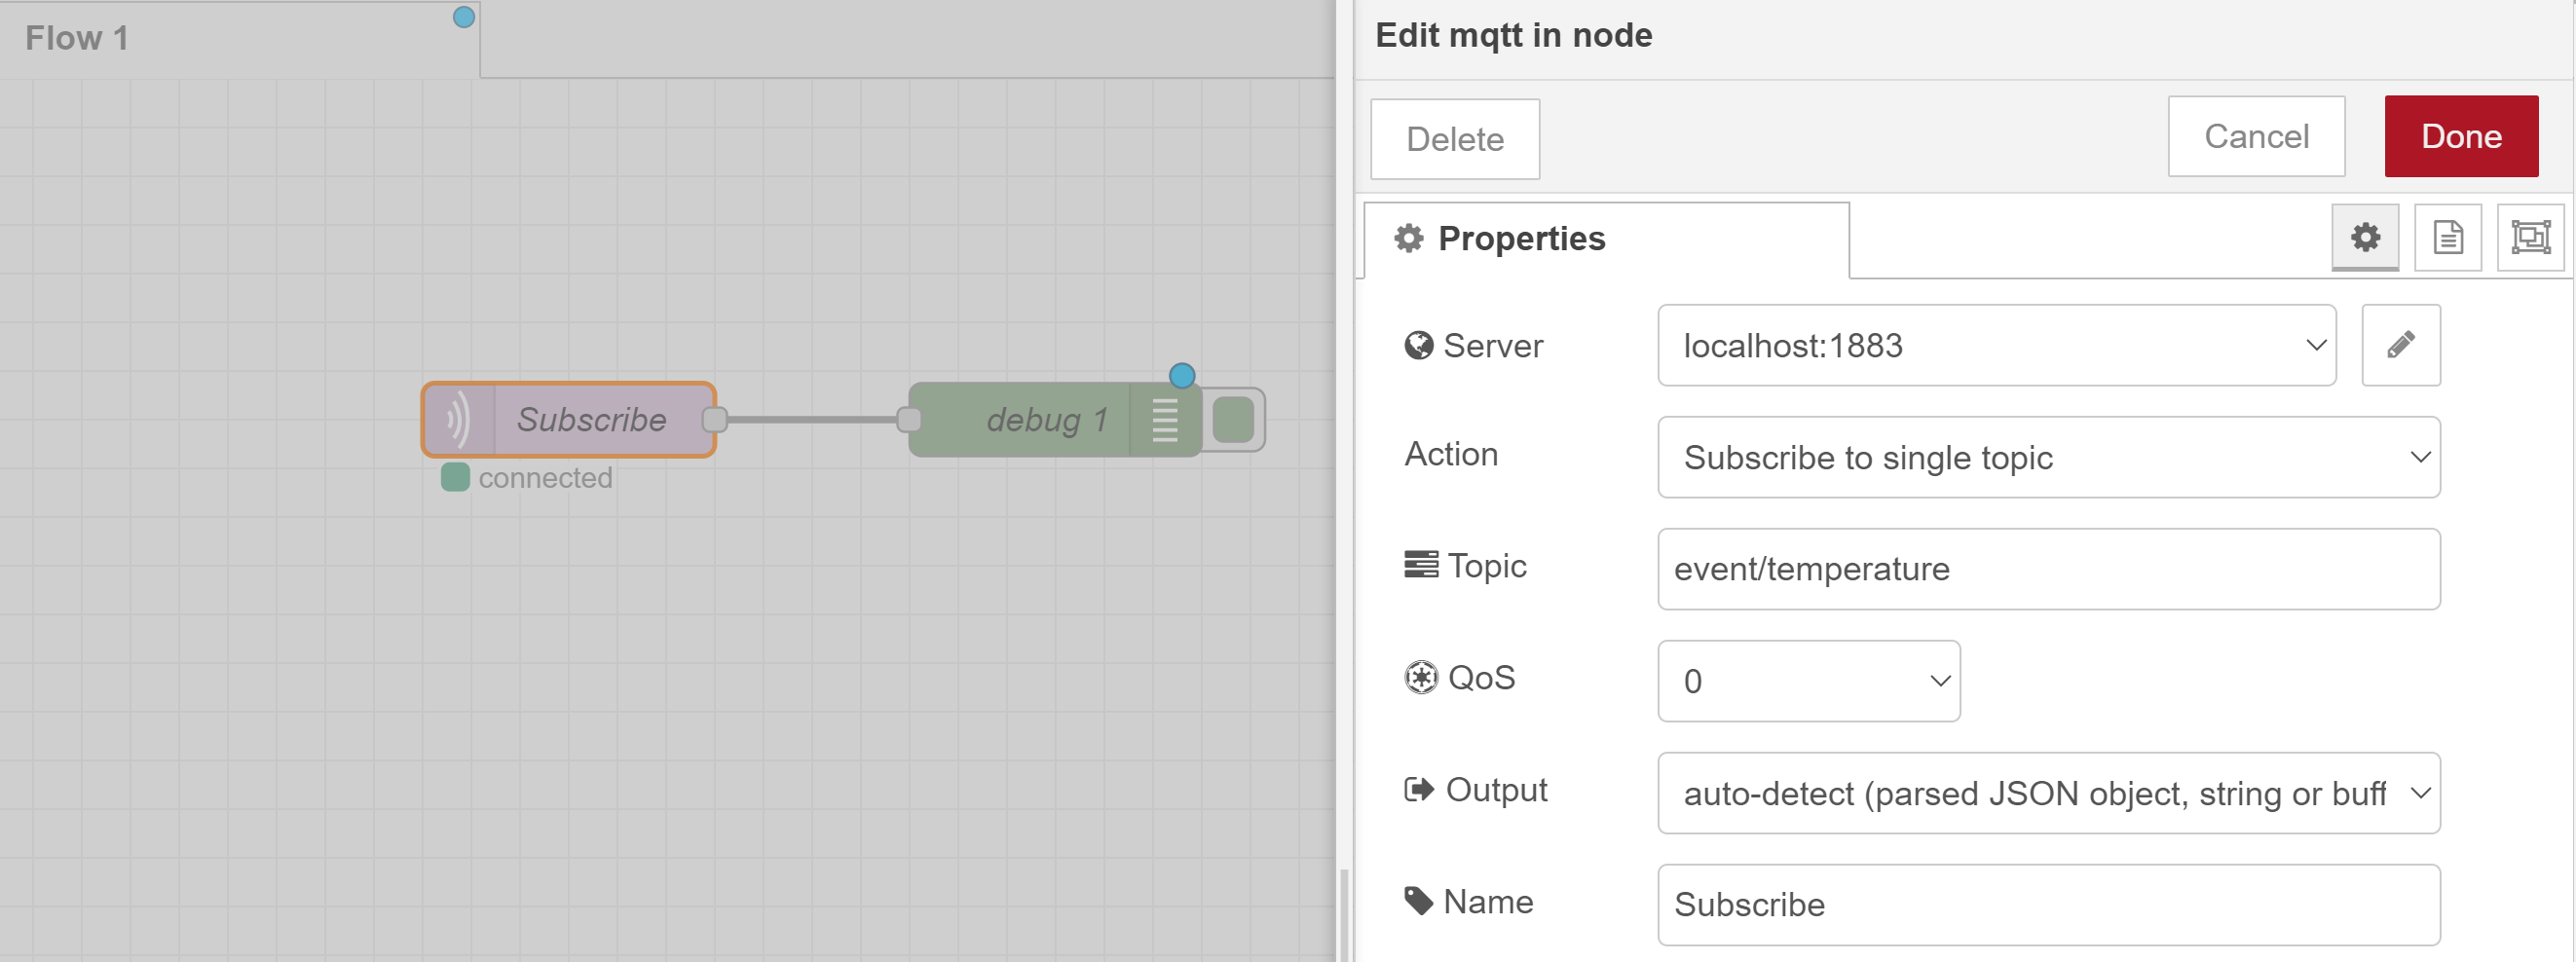 Flow 1
Subscribe
connected
debug 1
Edit mqtt in node
Delete
Cancel
Done
Properties
Server
localhost:1883
Action
Subscribe to single topic
Topic
event/temperature
QoS
0
Output
auto-detect (parsed JSON object, string or buff
Name
Subscribe